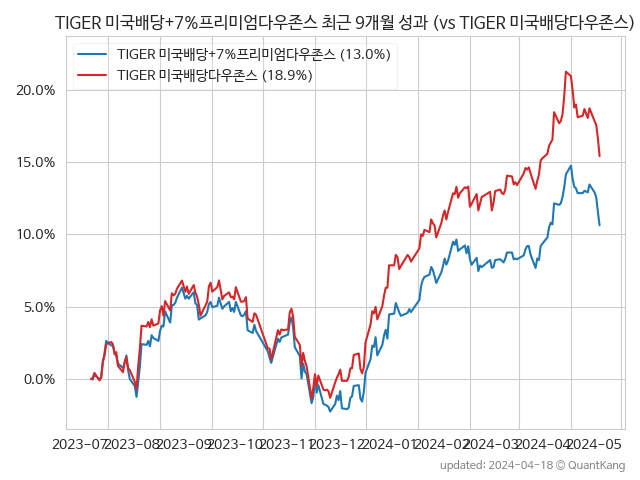 TIGER 미국배당+7%프리미엄다우존스 최근 9개월 성과 (vs TIGER 미국배당다우존스)
TIGER 미국배당+7%프리미엄다우존스 (13.0%)
TIGER 미국배당다우존스 (18.9%)
20.0%
15.0%
10.0%
5.0%
0.0%
2023-07 2023-08 2023-09 2023-10 2023-11 2023-12 2024-01 2024-02 2024-03 2024-04 2024-05
updated: 2024-04-18 © QuantKang